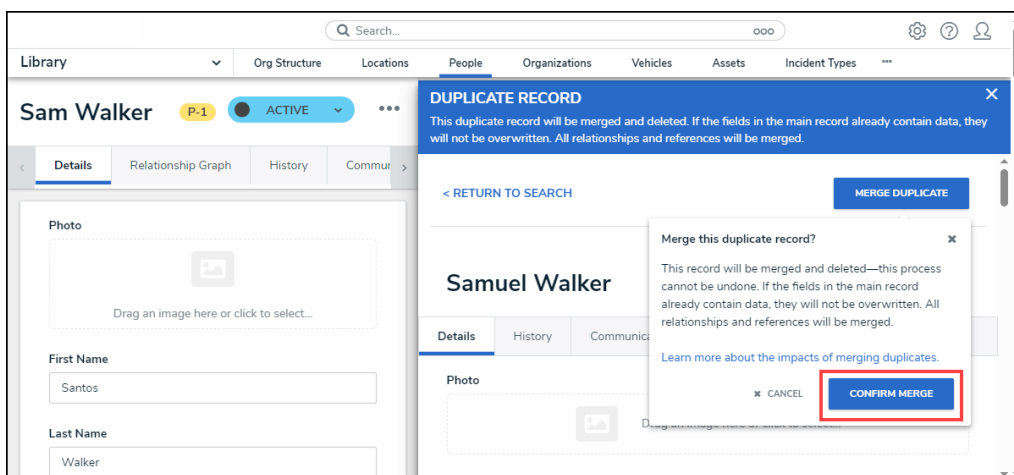 Search...
ooo
Library
Org Structure
Locations
People
Organizations
Vehicles
Assets
Incident Types
Sam Walker
P-1
ACTIVE
Details
Relationship Graph
History
Commur
Photo
Drag an image here or click to select...
First Name
Santos
Last Name
Walker
DUPLICATE RECORD
This duplicate record will be merged and deleted. If the fields in the main record already contain data, they
will not be overwritten. All relationships and references will be merged.
< RETURN TO SEARCH
MERGE DUPLICATE
Samuel Walker
Details
History
Communica
Photo
Merge this duplicate record?
This record will be merged and deleted—this process
cannot be undone. If the fields in the main record
already contain data, they will not be overwritten. All
relationships and references will be merged.
Learn more about the impacts of merging duplicates.
CANCEL
CONFIRM MERGE